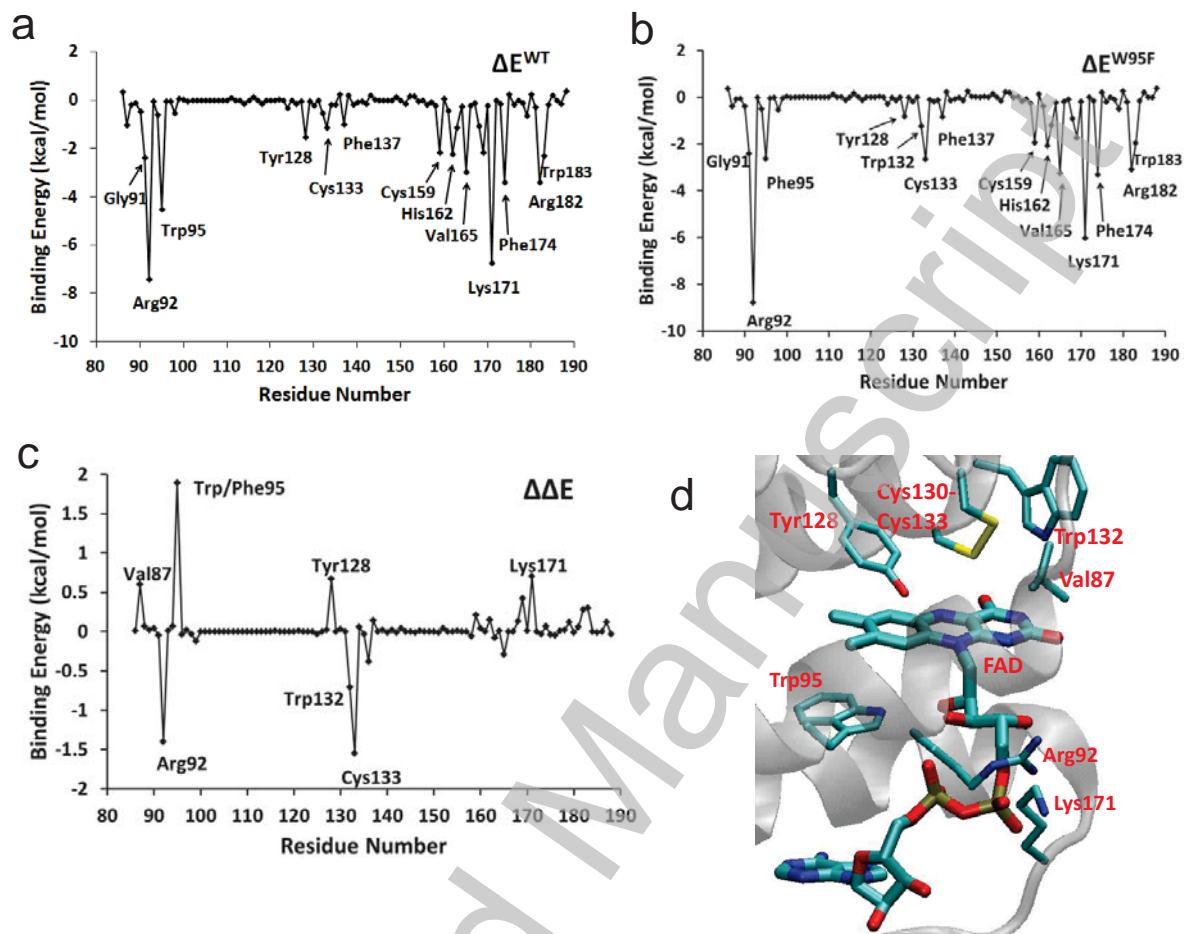 a
ΔE^WT
Binding Energy (kcal/mol)
2
0
-2
-4
-6
-8
-10
Gly91
Arg92
Trp95
Tyr128
Cys133
Phe137
Cys159
His162
Val165
Lys171
Phe174
Arg182
Trp183
80 90 100 110 120 130 140 150 160 170 180 190
Residue Number
b
ΔE^W95F
Binding Energy (kcal/mol)
2
0
-2
-4
-6
-8
-10
Gly91
Arg92
Phe95
Tyr128
Trp132
Cys133
Phe137
Cys159
His162
Val165
Lys171
Phe174
Arg182
Trp183
80 90 100 110 120 130 140 150 160 170 180 190
Residue Number
c
ΔΔE
Binding Energy (kcal/mol)
2
1.5
1
0.5
0
-0.5
-1
-1.5
-2
Val87
Trp/Phe95
Arg92
Tyr128
Trp132
Cys133
Lys171
80 90 100 110 120 130 140 150 160 170 180 190
Residue Number
d
Tyr128
Cys130-
Cys133
Trp132
Val87
FAD
Trp95
Arg92
Lys171
d Manuscript